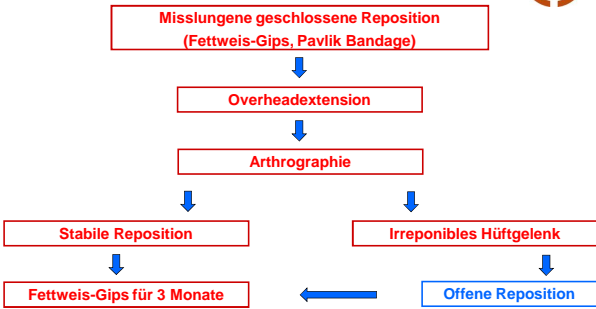 Misslungene geschlossene Reposition
(Fettweis-Gips, Pavlik Bandage)
Overheadextension
Arthrographie
Stabile Reposition
Irreponibles Hüftgelenk
Fettweis-Gips für 3 Monate
Offene Reposition